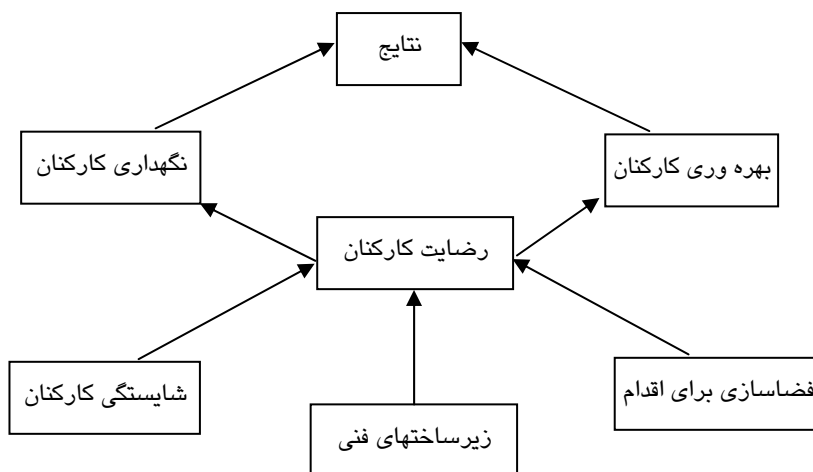 نتایج
بهره وری کارکنان
نگهداری کارکنان
رضایت کارکنان
فضاسازی برای اقدام
شایستگی کارکنان
زیرساختهای فنی